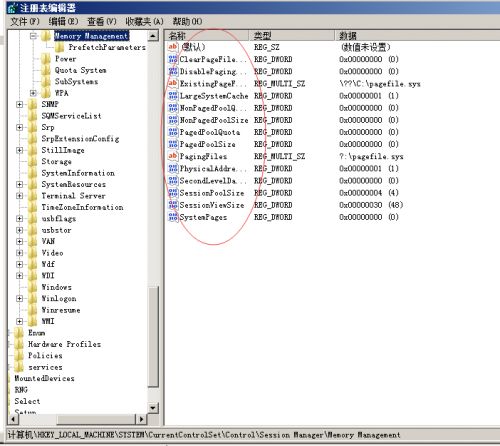 注册表编辑器
文件(F) 编辑(E) 查看(V) 收藏夹(A) 帮助(H)
Memory Management
PrefetchParameters
Power
Quota System
SubSystems
WPA
SNMP
SQMServiceList
Srp
SrpExtensionConfig
StillImage
Storage
SystemInformation
SystemResources
Terminal Server
TimeZoneInformation
usbflags
usbstor
VAN
Video
Wdf
WDI
Windows
Winlogon
Winresume
WMI
Enum
Hardware Profiles
Policies
services
MountedDevices
RNG
Select
Setup
名称 类型 数据
(默认) REG_SZ (数值未设置)
ClearPageFile... REG_DWORD 0x00000000 (0)
DisablePaging... REG_DWORD 0x00000000 (0)
ExistingPageF... REG_MULTI_SZ \??\C:\pagefile.sys
LargeSystemCache REG_DWORD 0x00000001 (1)
NonPagedPoolQ... REG_DWORD 0x00000000 (0)
NonPagedPoolSize REG_DWORD 0x00000000 (0)
PagedPoolQuota REG_DWORD 0x00000000 (0)
PagedPoolSize REG_DWORD 0x00000000 (0)
PagingFiles REG_MULTI_SZ ?:\pagefile.sys
PhysicalAddre... REG_DWORD 0x00000001 (1)
SecondLevelDa... REG_DWORD 0x00000000 (0)
SessionPoolSize REG_DWORD 0x00000004 (4)
SessionViewSize REG_DWORD 0x00000030 (48)
SystemPages REG_DWORD 0x00000000 (0)
计算机\HKEY_LOCAL_MACHINE\SYSTEM\CurrentControlSet\Control\Session Manager\Memory Management